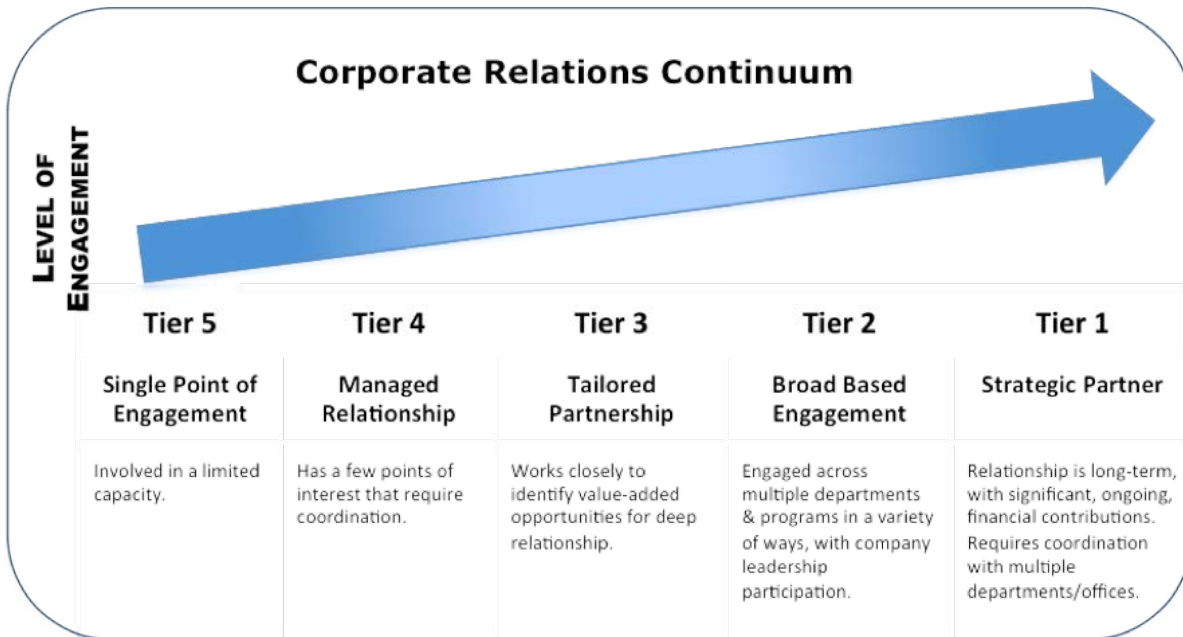 Corporate Relations Continuum
LEVEL OF
ENGAGEMENT
Tier 5
Tier 4
Tier 3
Tier 2
Tier 1
Single Point of
Engagement
Managed
Relationship
Tailored
Partnership
Broad Based
Engagement
Strategic Partner
Involved in a limited
capacity.
Has a few points of
interest that require
coordination.
Works closely to
identify value-added
opportunities for deep
relationship.
Engaged across
multiple departments
& programs in a variety
of ways, with company
leadership
participation.
Relationship is long-term,
with significant, ongoing,
financial contributions.
Requires coordination
with multiple
departments/offices.